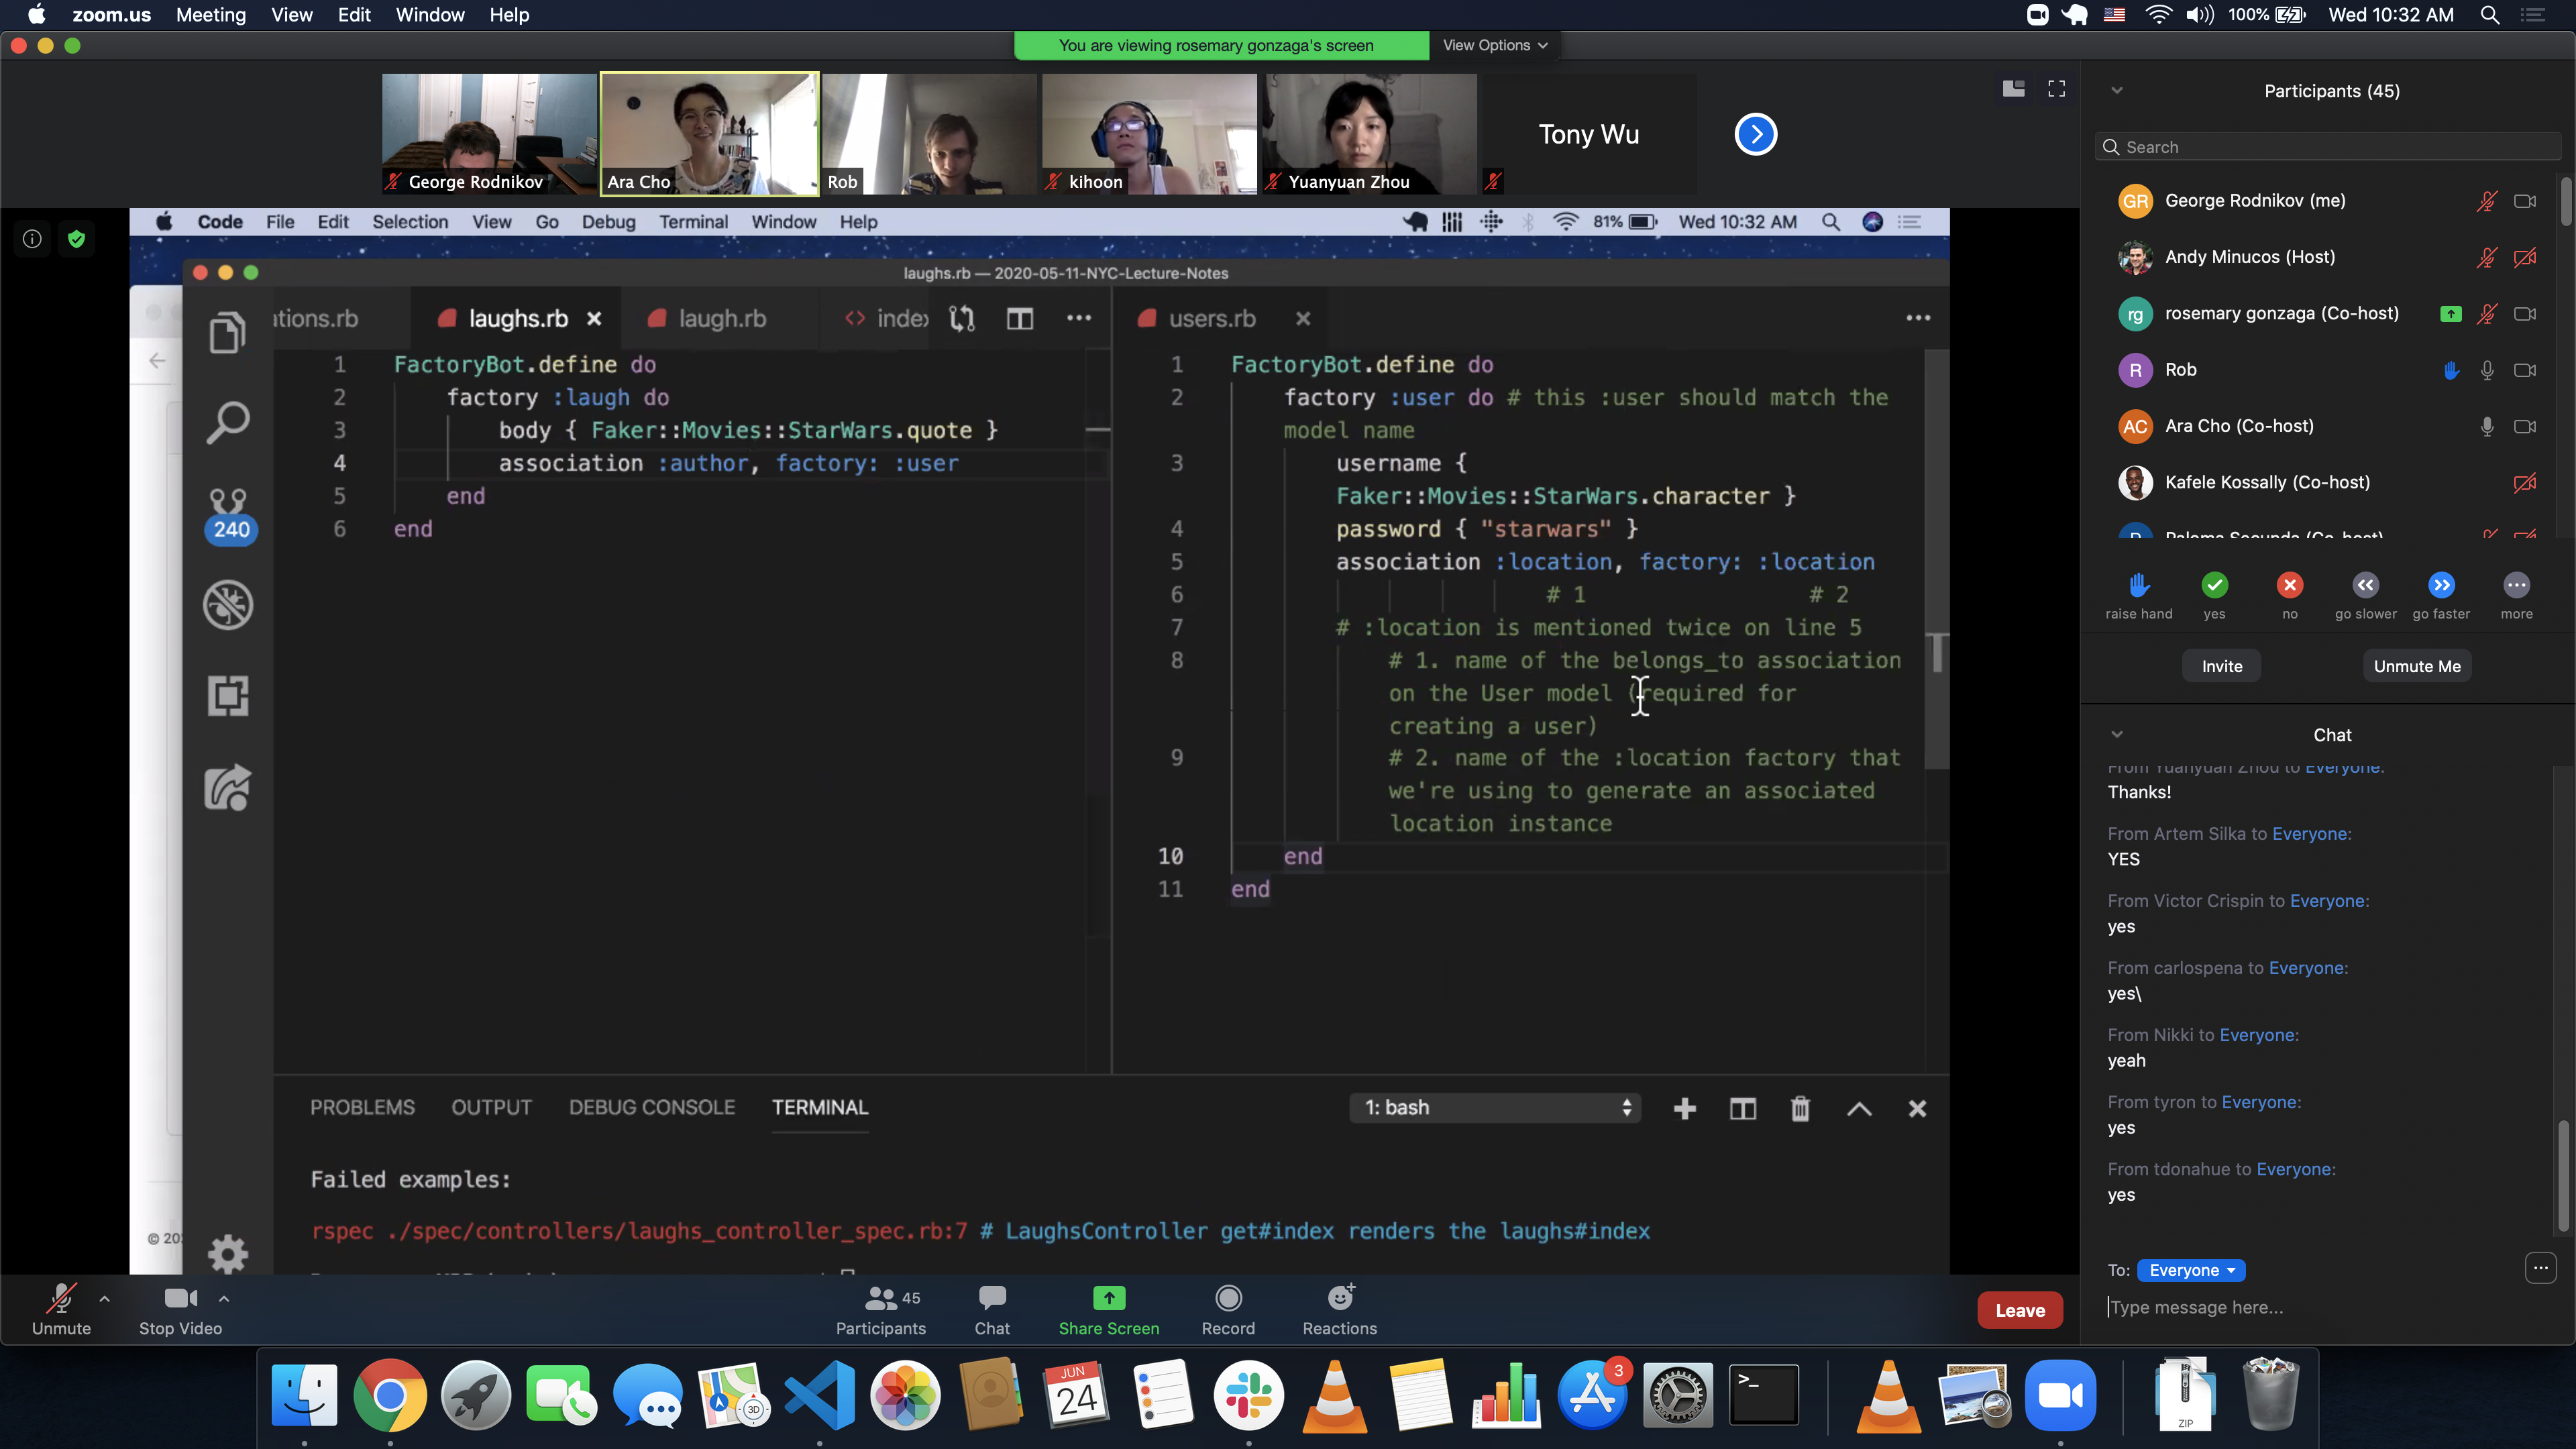 zoom.us Meeting View Edit Window Help
100% Wed 10:32 AM
You are viewing rosemary gonzaga's screen View Options
Participants (45)
Tony Wu
George Rodnikov
Ara Cho
Rob
kihoon
Yuanyuan Zhou
Search
GR George Rodnikov (me)
Andy Minucos (Host)
rg rosemary gonzaga (Co-host)
R Rob
AC Ara Cho (Co-host)
Kafele Kossally (Co-host)
raise hand yes no go slower go faster more
Invite Unmute Me
Code File Edit Selection View Go Debug Terminal Window Help
81% Wed 10:32 AM
laughs.rb — 2020-05-11-NYC-Lecture-Notes
ations.rb laughs.rb laugh.rb <> index
240
1 FactoryBot.define do
2 factory :laugh do
3 body { Faker::Movies::StarWars.quote }
4 association :author, factory: :user
5 end
6 end
users.rb
1 FactoryBot.define do
2 factory :user do # this :user should match the
model name
3 username {
Faker::Movies::StarWars.character }
4 password { "starwars" }
5 association :location, factory: :location
6 # 1 # 2
7 # :location is mentioned twice on line 5
8 # 1. name of the belongs_to association
on the User model (required for
creating a user)
9 # 2. name of the :location factory that
we're using to generate an associated
location instance
10 end
11 end
PROBLEMS OUTPUT DEBUG CONSOLE TERMINAL
1: bash
Failed examples:
rspec ./spec/controllers/laughs_controller_spec.rb:7 # LaughsController get#index renders the laughs#index
© 20
Chat
From Yuanyuan Zhou to Everyone:
Thanks!
From Artem Silka to Everyone:
YES
From Victor Crispin to Everyone:
yes
From carlospena to Everyone:
yes\
From Nikki to Everyone:
yeah
From tyron to Everyone:
yes
From tdonahue to Everyone:
yes
To: Everyone
Type message here...
Unmute Stop Video
45
Participants Chat Share Screen Record Reactions
Leave
3D
JUN
24
3
>_
ZIP